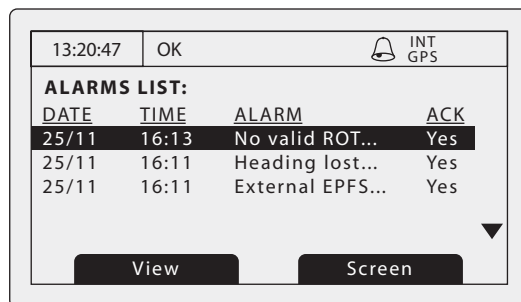 13:20:47 OK INT
GPS
ALARMS LIST:
DATE TIME ALARM ACK
25/11 16:13 No valid ROT... Yes
25/11 16:11 Heading lost... Yes
25/11 16:11 External EPFS... Yes
View Screen